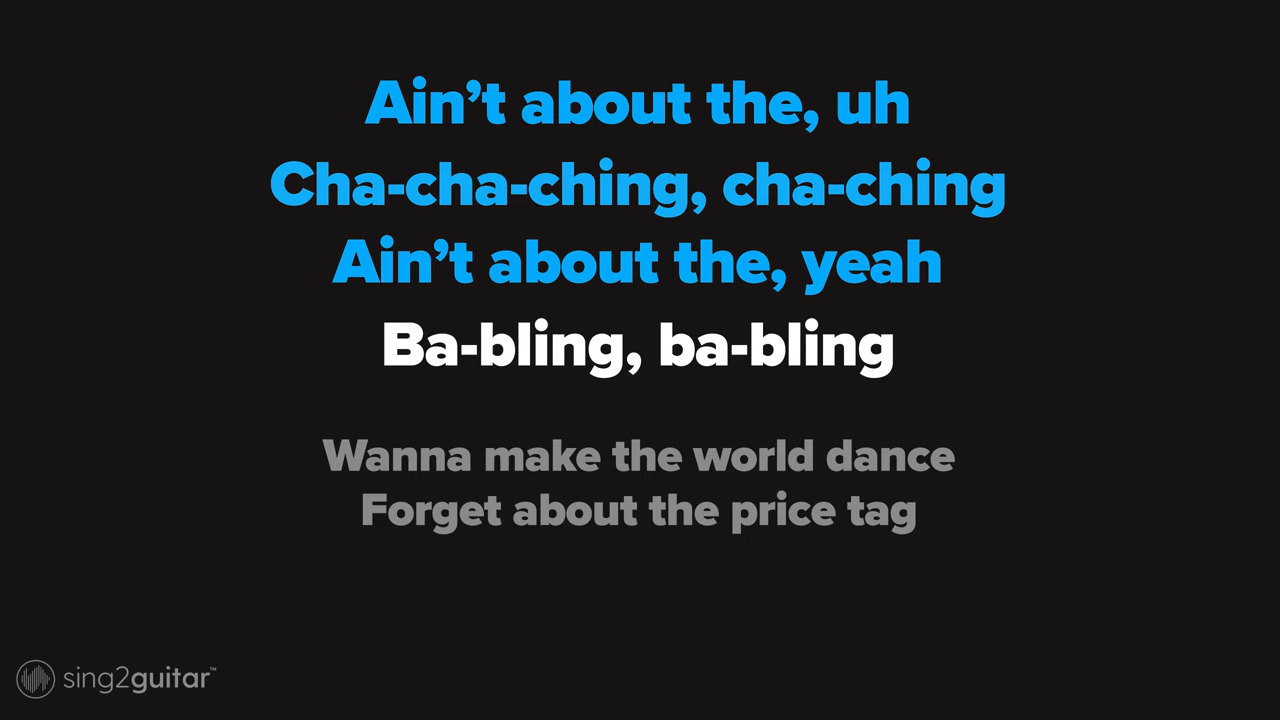 Ain’t about the, uh
Cha-cha-ching, cha-ching
Ain’t about the, yeah
Ba-bling, ba-bling
Wanna make the world dance
Forget about the price tag
sing2guitar™